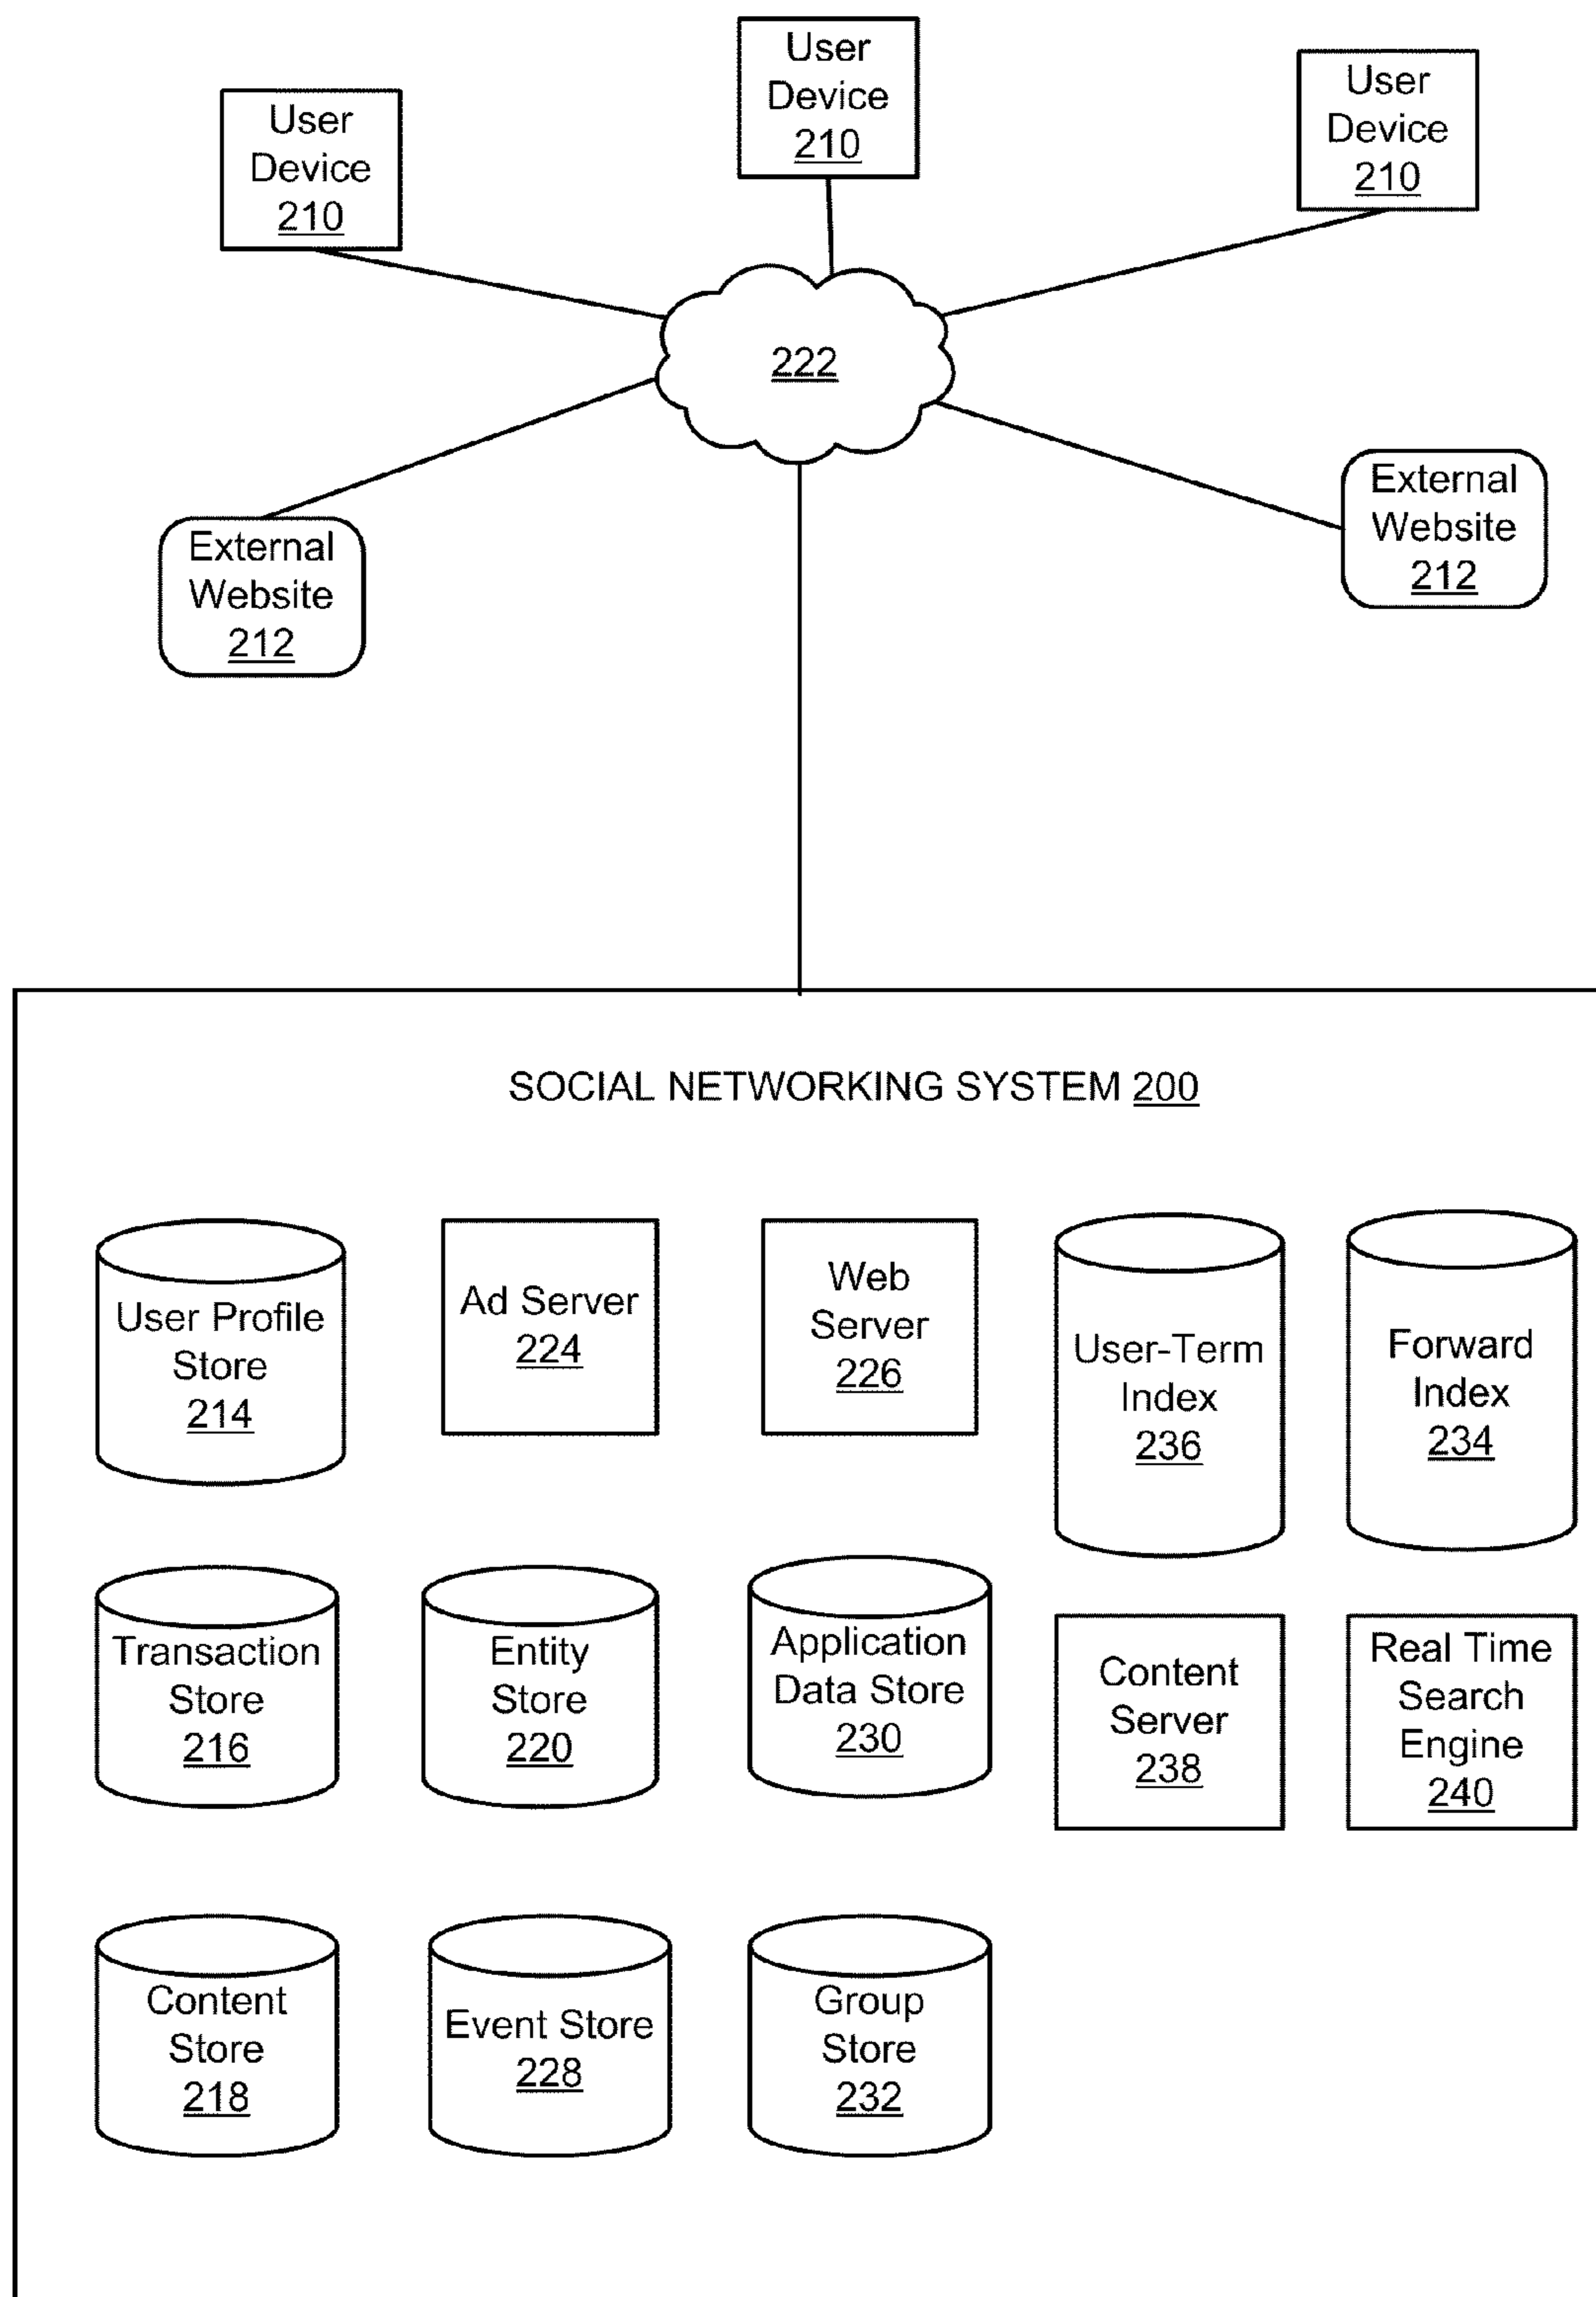 User
Device
210
User
Device
210
User
Device
210
222
External
Website
212
External
Website
212
SOCIAL NETWORKING SYSTEM 200
User Profile
Store
214
Ad Server
224
Web
Server
226
User-Term
Index
236
Forward
Index
234
Transaction
Store
216
Entity
Store
220
Application
Data Store
230
Content
Server
238
Real Time
Search
Engine
240
Content
Store
218
Event Store
228
Group
Store
232